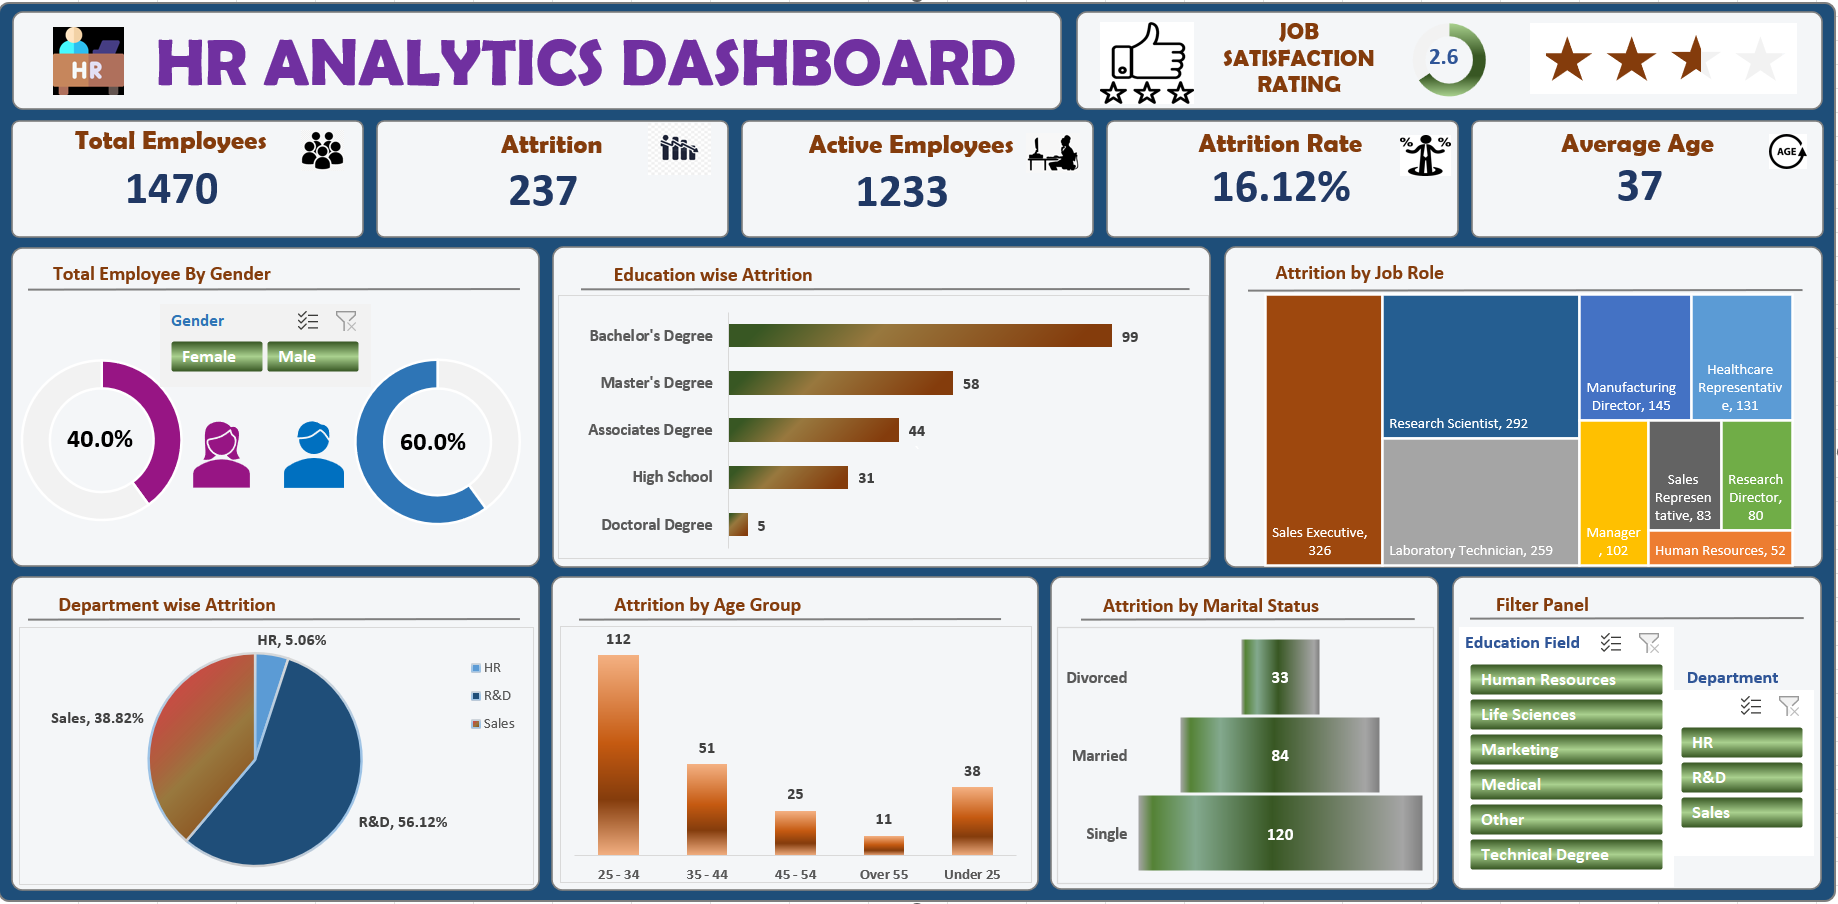 HR
HR ANALYTICS DASHBOARD
JOB
SATISFACTION
RATING
2.6
Total Employees
1470
Attrition
237
Active Employees
1233
Attrition Rate
% %
16.12%
Average Age
AGE
37
Total Employee By Gender
Gender
Female
Male
40.0%
60.0%
Education wise Attrition
Bachelor's Degree
99
Master's Degree
58
Associates Degree
44
High School
31
Doctoral Degree
5
Attrition by Job Role
Sales Executive,
326
Research Scientist, 292
Laboratory Technician, 259
Manufacturing
Director, 145
Healthcare
Representativ
e, 131
Manager
, 102
Sales
Represen
tative, 83
Research
Director,
80
Human Resources, 52
Department wise Attrition
HR, 5.06%
Sales, 38.82%
R&D, 56.12%
HR
R&D
Sales
Attrition by Age Group
112
51
25
11
38
25 - 34
35 - 44
45 - 54
Over 55
Under 25
Attrition by Marital Status
Divorced
33
Married
84
Single
120
Filter Panel
Education Field
Human Resources
Life Sciences
Marketing
Medical
Other
Technical Degree
Department
HR
R&D
Sales